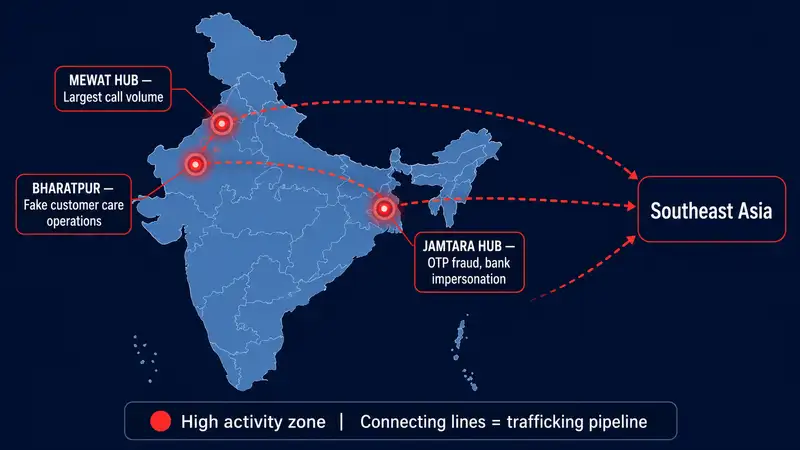 MEWAT HUB —
Largest call volume
BHARATPUR —
Fake customer care
operations
JAMTARA HUB —
OTP fraud, bank
impersonation
Southeast Asia
High activity zone | Connecting lines = trafficking pipeline